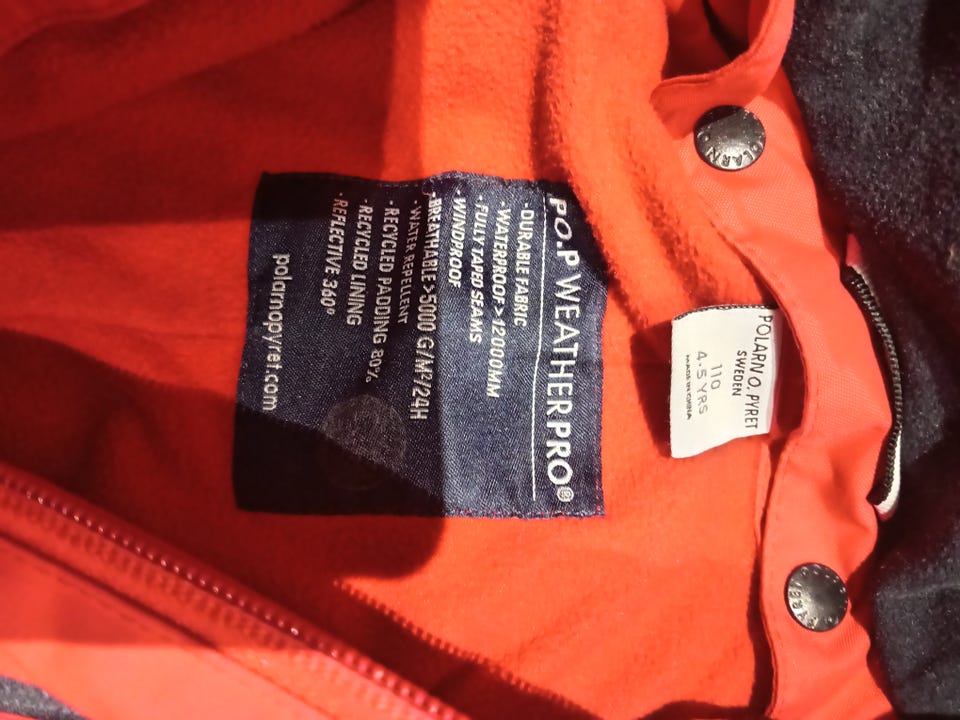 PO.P WEATHERPRO®
• DURABLE FABRIC
• WATERPROOF > 12000MM
• FULLY TAPED SEAMS
• WINDPROOF
• BREATHABLE > 5000 G/M²/24H
• WATER REPELLENT
• RECYCLED PADDING 80%
• RECYCLED LINING
• REFLECTIVE 360°
polarnopyret.com
POLARN O. PYRET
SWEDEN
110
4-5 YRS
MADE IN CHINA
POLARN O